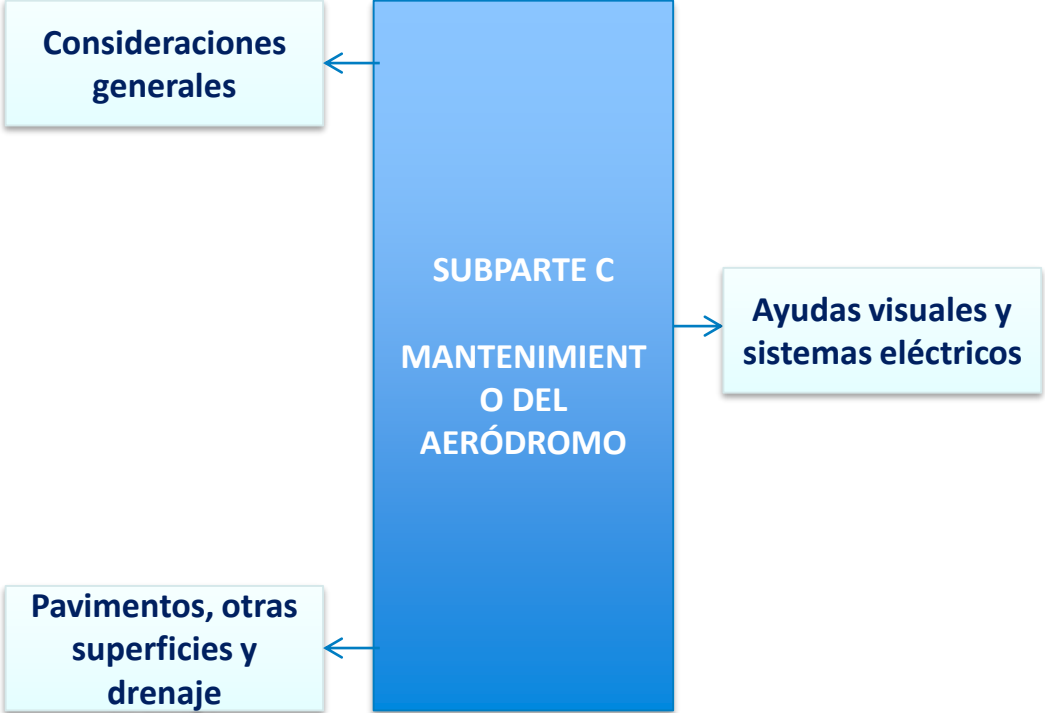 Consideraciones
generales
SUBPARTE C
MANTENIMIENT
O DEL
AERÓDROMO
Ayudas visuales y
sistemas eléctricos
Pavimentos, otras
superficies y
drenaje